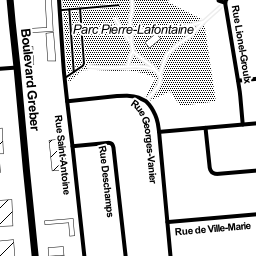 Parc Pierre-Lafontaine
Rue Lionel-Groulx
Boulevard Greber
Rue Saint-Antoine
Rue Georges-Vanier
Rue Deschamps
Rue de Ville-Marie